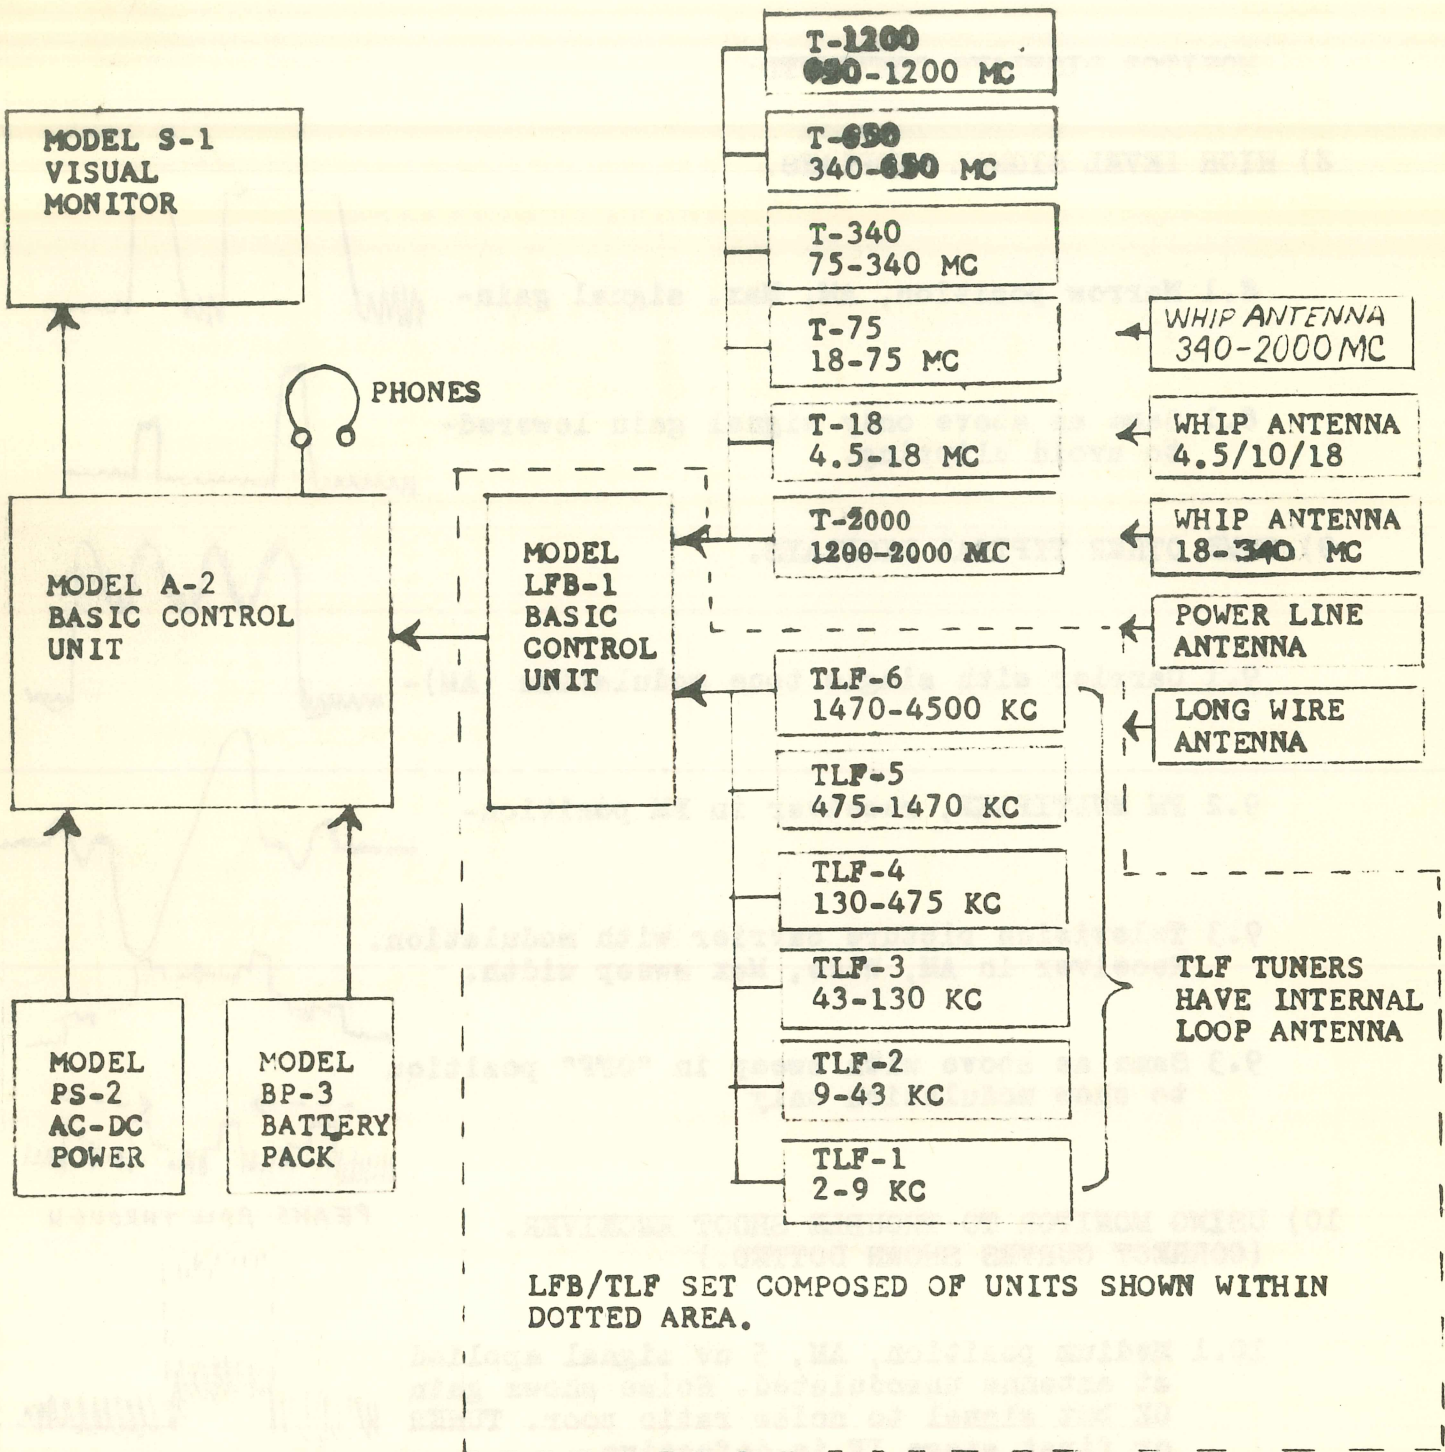 MODEL S-1
VISUAL
MONITOR
PHONES
MODEL A-2
BASIC CONTROL
UNIT
MODEL
PS-2
AC-DC
POWER
MODEL
BP-3
BATTERY
PACK
MODEL
LFB-1
BASIC
CONTROL
UNIT
T-1200
-1200 MC
T-650
340-650 MC
T-340
75-340 MC
T-75
18-75 MC
T-18
4.5-18 MC
T-2000
1200-2000 MC
WHIP ANTENNA
340-2000 MC
WHIP ANTENNA
4.5/10/18
WHIP ANTENNA
18-340 MC
POWER LINE
ANTENNA
LONG WIRE
ANTENNA
TLF-6
1470-4500 KC
TLF-5
475-1470 KC
TLF-4
130-475 KC
TLF-3
43-130 KC
TLF-2
9-43 KC
TLF-1
2-9 KC
TLF TUNERS
HAVE INTERNAL
LOOP ANTENNA
LFB/TLF SET COMPOSED OF UNITS SHOWN WITHIN
DOTTED AREA.